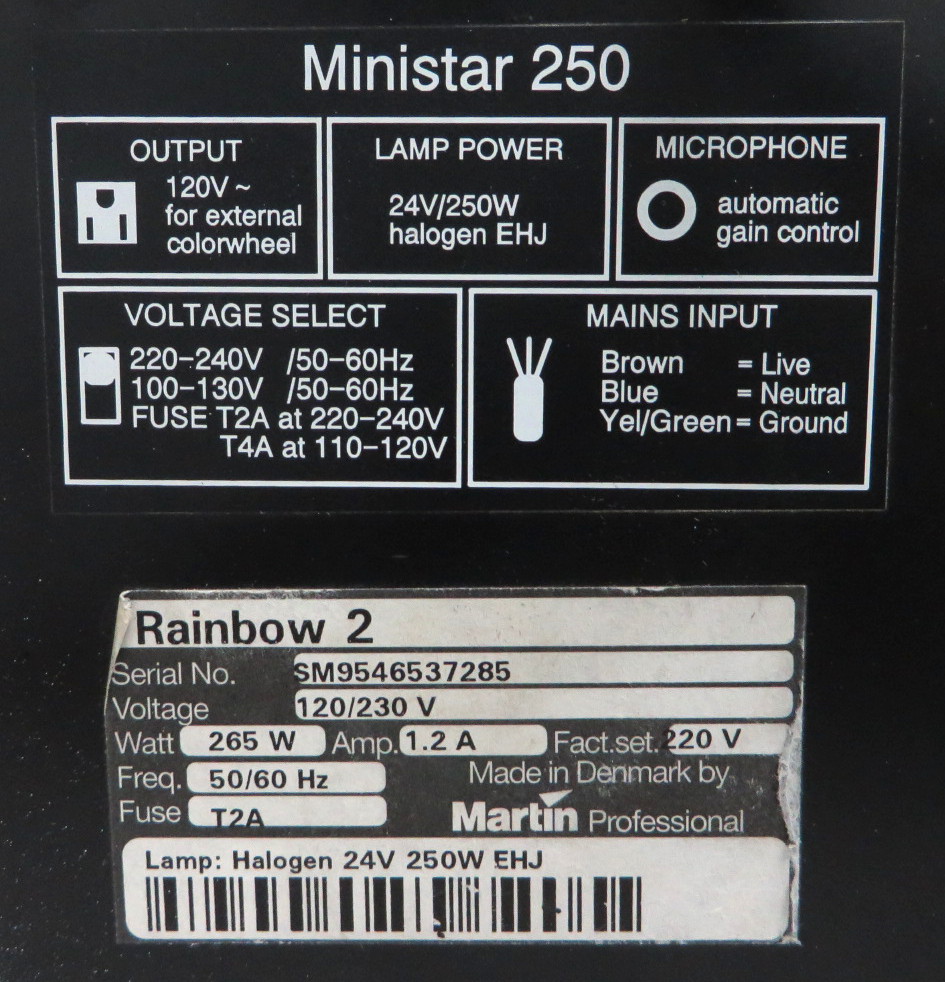 Ministar 250
OUTPUT
120V ~
for external
colorwheel
LAMP POWER
24V/250W
halogen EHJ
MICROPHONE
automatic
gain control
VOLTAGE SELECT
220-240V /50-60Hz
100-130V /50-60Hz
FUSE T2A at 220-240V
T4A at 110-120V
MAINS INPUT
Brown = Live
Blue = Neutral
Yel/Green = Ground
Rainbow 2
Serial No. SM9546537285
Voltage 120/230 V
Watt 265 W Amp. 1.2 A Fact.set. 220 V
Freq. 50/60 Hz Made in Denmark by
Fuse T2A Martin Professional
Lamp: Halogen 24V 250W EHJ